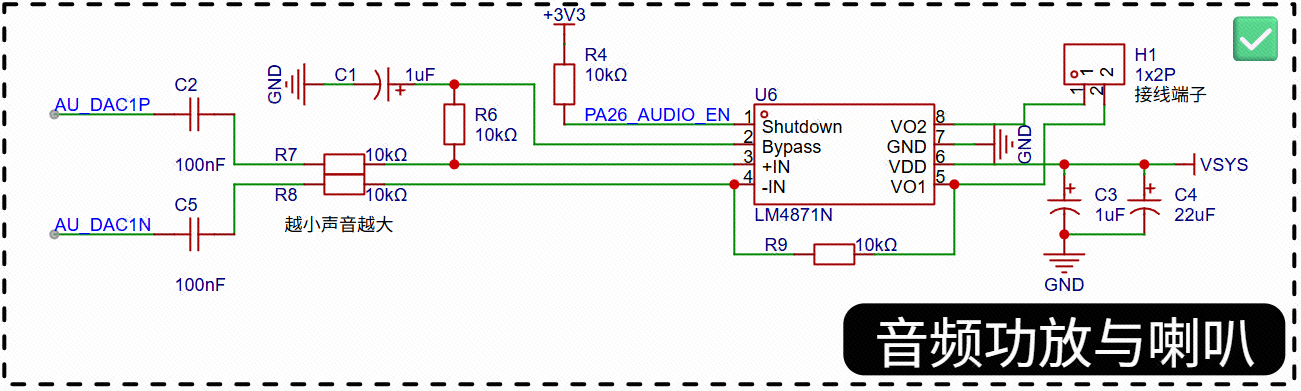 +3V3
R4
10kΩ
GND
C1
1uF
+
C2
AU_DAC1P
100nF
R6
10kΩ
PA26_AUDIO_EN
R7
10kΩ
R8
10kΩ
越小声音越大
C5
AU_DAC1N
100nF
U6
1
Shutdown
2
Bypass
3
+IN
4
-IN
8
VO2
7
GND
6
VDD
5
VO1
LM4871N
R9
10kΩ
GND
H1
1x2P
接线端子
1
2
1
2
VSYS
+
C3
1uF
+
C4
22uF
GND
音频功放与喇叭